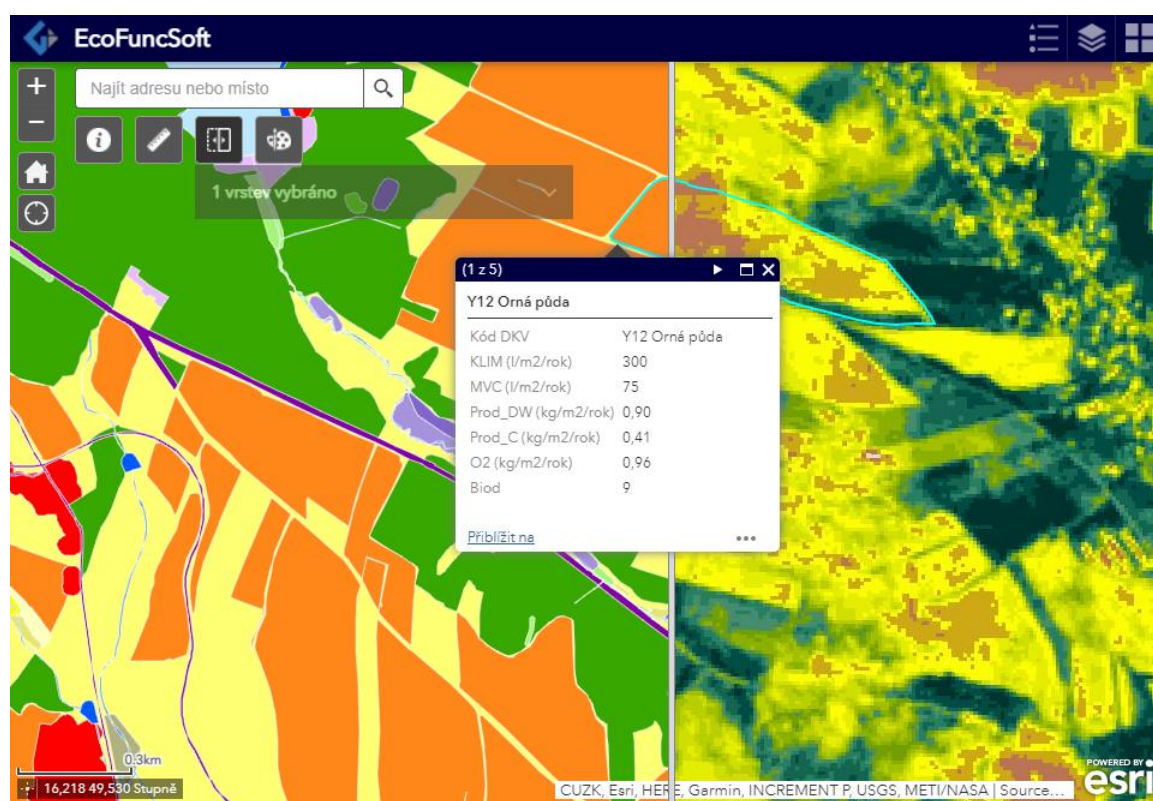 EcoFuncSoft
+
Najít adresu nebo místo
−
1 vrstev vybráno
(1 z 5)
Y12 Orná půda
Kód DKV Y12 Orná půda
KLIM (l/m2/rok) 300
MVC (l/m2/rok) 75
Prod_DW (kg/m2/rok) 0,90
Prod_C (kg/m2/rok) 0,41
O2 (kg/m2/rok) 0,96
Biod 9
Přiblížit na
0.3km
16,218 49,530 Stupně
CUZK, Esri, HERE, Garmin, INCREMENT P, USGS, METI/NASA | Source...
POWERED BY
esri